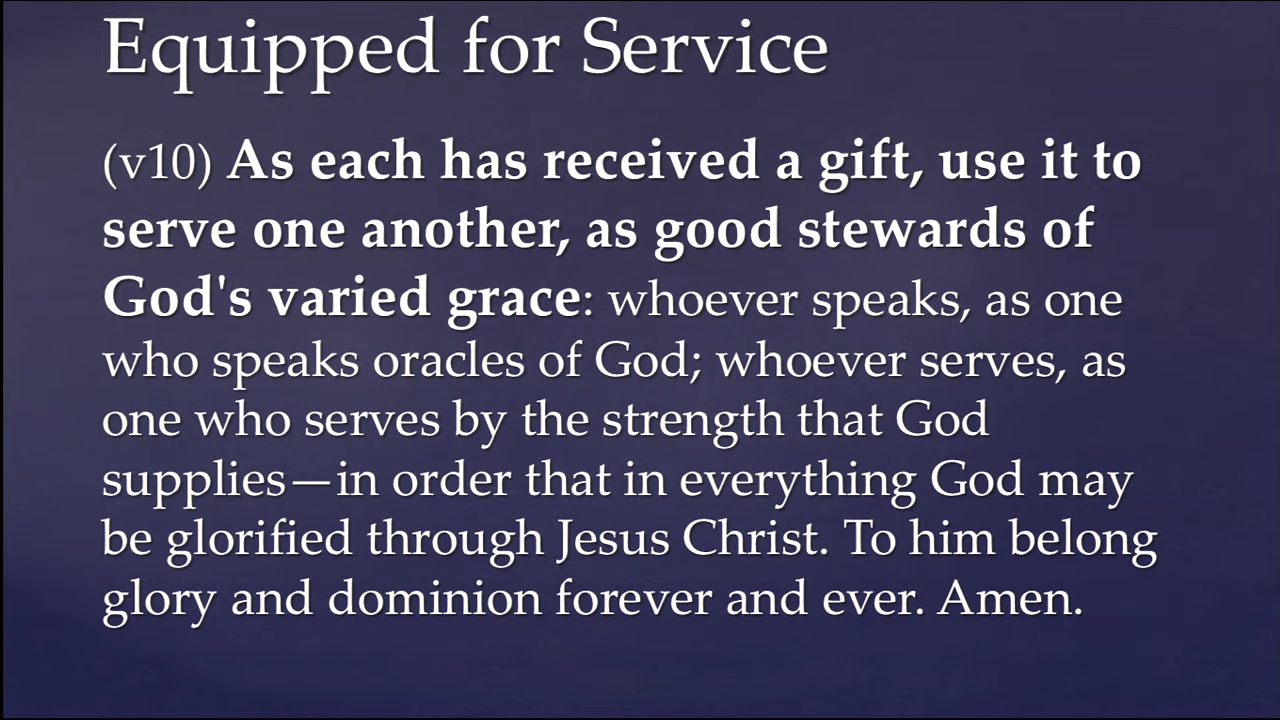 Equipped for Service
(v10) As each has received a gift, use it to
serve one another, as good stewards of
God's varied grace: whoever speaks, as one
who speaks oracles of God; whoever serves, as
one who serves by the strength that God
supplies—in order that in everything God may
be glorified through Jesus Christ. To him belong
glory and dominion forever and ever. Amen.